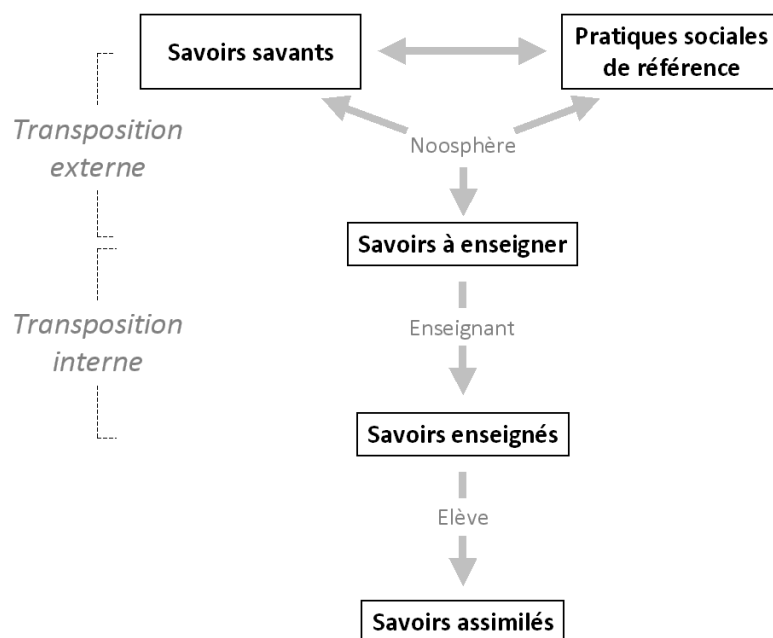 Savoirs savants
Pratiques sociales
de référence
Transposition
externe
Noosphère
Savoirs à enseigner
Transposition
interne
Enseignant
Savoirs enseignés
Elève
Savoirs assimilés